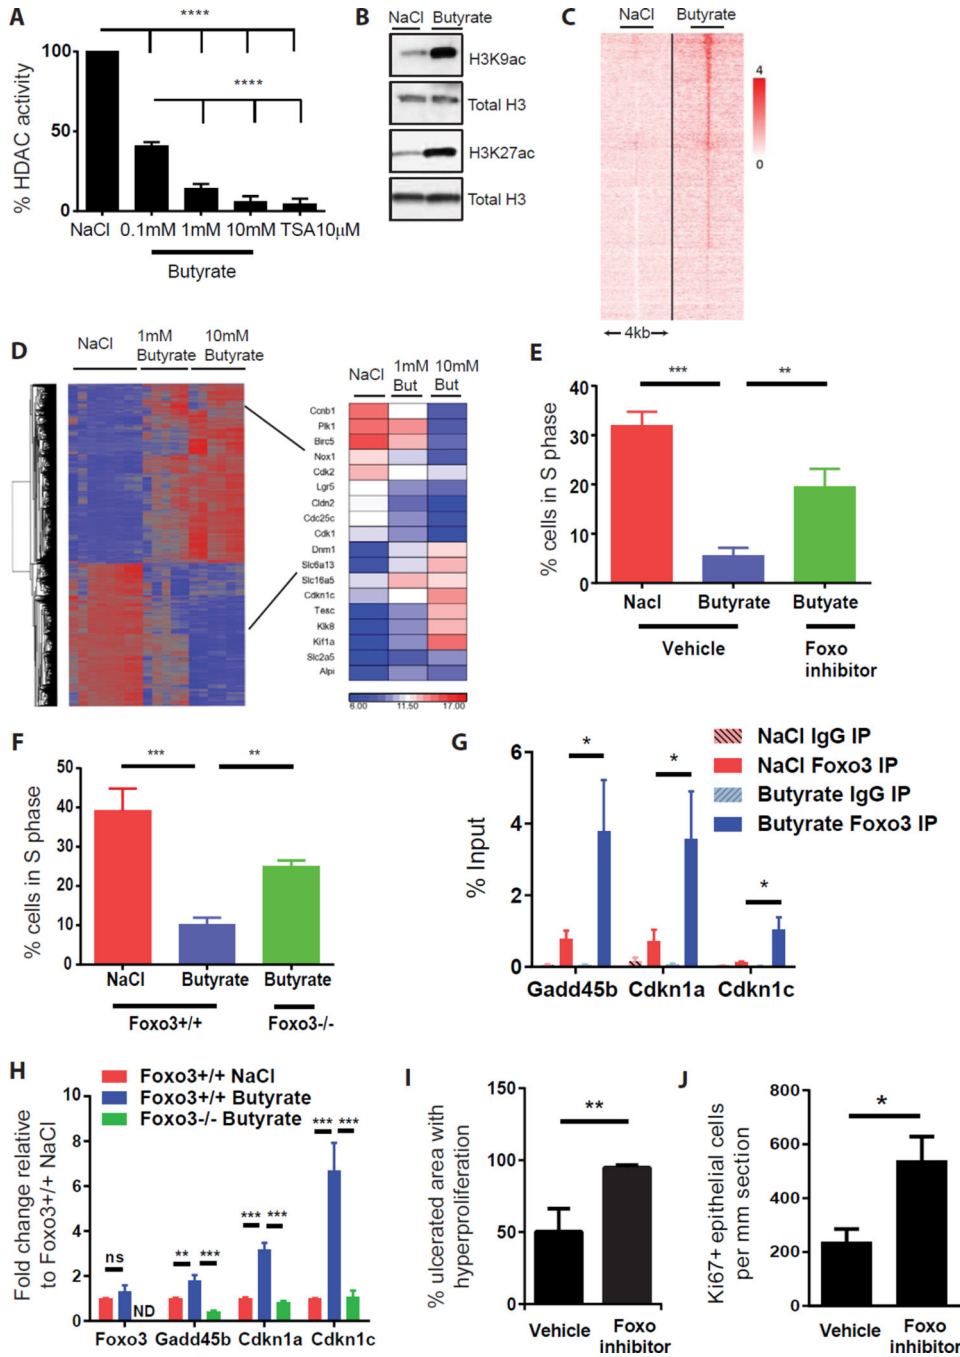 A
****
****
% HDAC activity
100
50
0
NaCl 0.1mM 1mM 10mM TSA10μM
Butyrate
B
NaCl Butyrate
H3K9ac
Total H3
H3K27ac
Total H3
C
NaCl Butyrate
4
0
4kb
D
NaCl
1mM Butyrate
10mM Butyrate
NaCl
1mM But
10mM But
Ccnb1
Plk1
Birc5
Nox1
Cdk2
Lgr5
Cldn2
Cdc25c
Cdk1
Dnm1
Slc6a13
Slc16a5
Cdkn1c
Tesc
Klk8
Kif1a
Slc2a5
Alpi
6.00 11.50 17.00
E
*** **
% cells in S phase
40
30
20
10
0
Nacl Butyrate Butyate
Vehicle
Foxo
inhibitor
F
*** **
% cells in S phase
50
40
30
20
10
0
NaCl Butyrate Butyrate
Foxo3+/+ Foxo3-/-
G
NaCl IgG IP
NaCl Foxo3 IP
Butyrate IgG IP
Butyrate Foxo3 IP
% Input
6
4
2
0
* * *
Gadd45b Cdkn1a Cdkn1c
H
Foxo3+/+ NaCl
Foxo3+/+ Butyrate
Foxo3-/- Butyrate
Fold change relative
to Foxo3+/+ NaCl
10
8
6
4
2
0
ns ** *** *** *** *** ***
ND
Foxo3 Gadd45b Cdkn1a Cdkn1c
I
**
% ulcerated area with
hyperproliferation
150
100
50
0
Vehicle Foxo
inhibitor
J
*
Ki67+ epithelial cells
per mm section
800
600
400
200
0
Vehicle Foxo
inhibitor